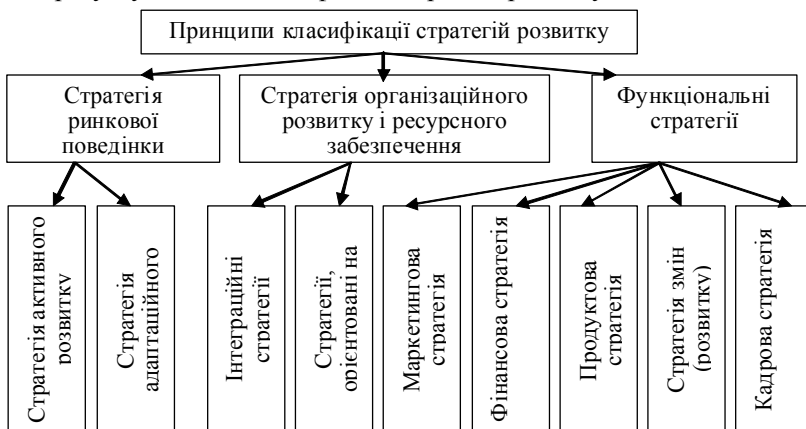 Принципи класифікації стратегій розвитку
Стратегія
ринкової
поведінки
Стратегія організаційного
розвитку і ресурсного
забезпечення
Функціональні
стратегії
Стратегія активного
розвитку
Стратегія
адаптаційного
Інтеграційні
стратегії
Стратегії,
орієнтовані на
Маркетингова
стратегія
Фінансова стратегія
Продуктова
стратегія
Стратегія змін
(розвитку)
Кадрова стратегія